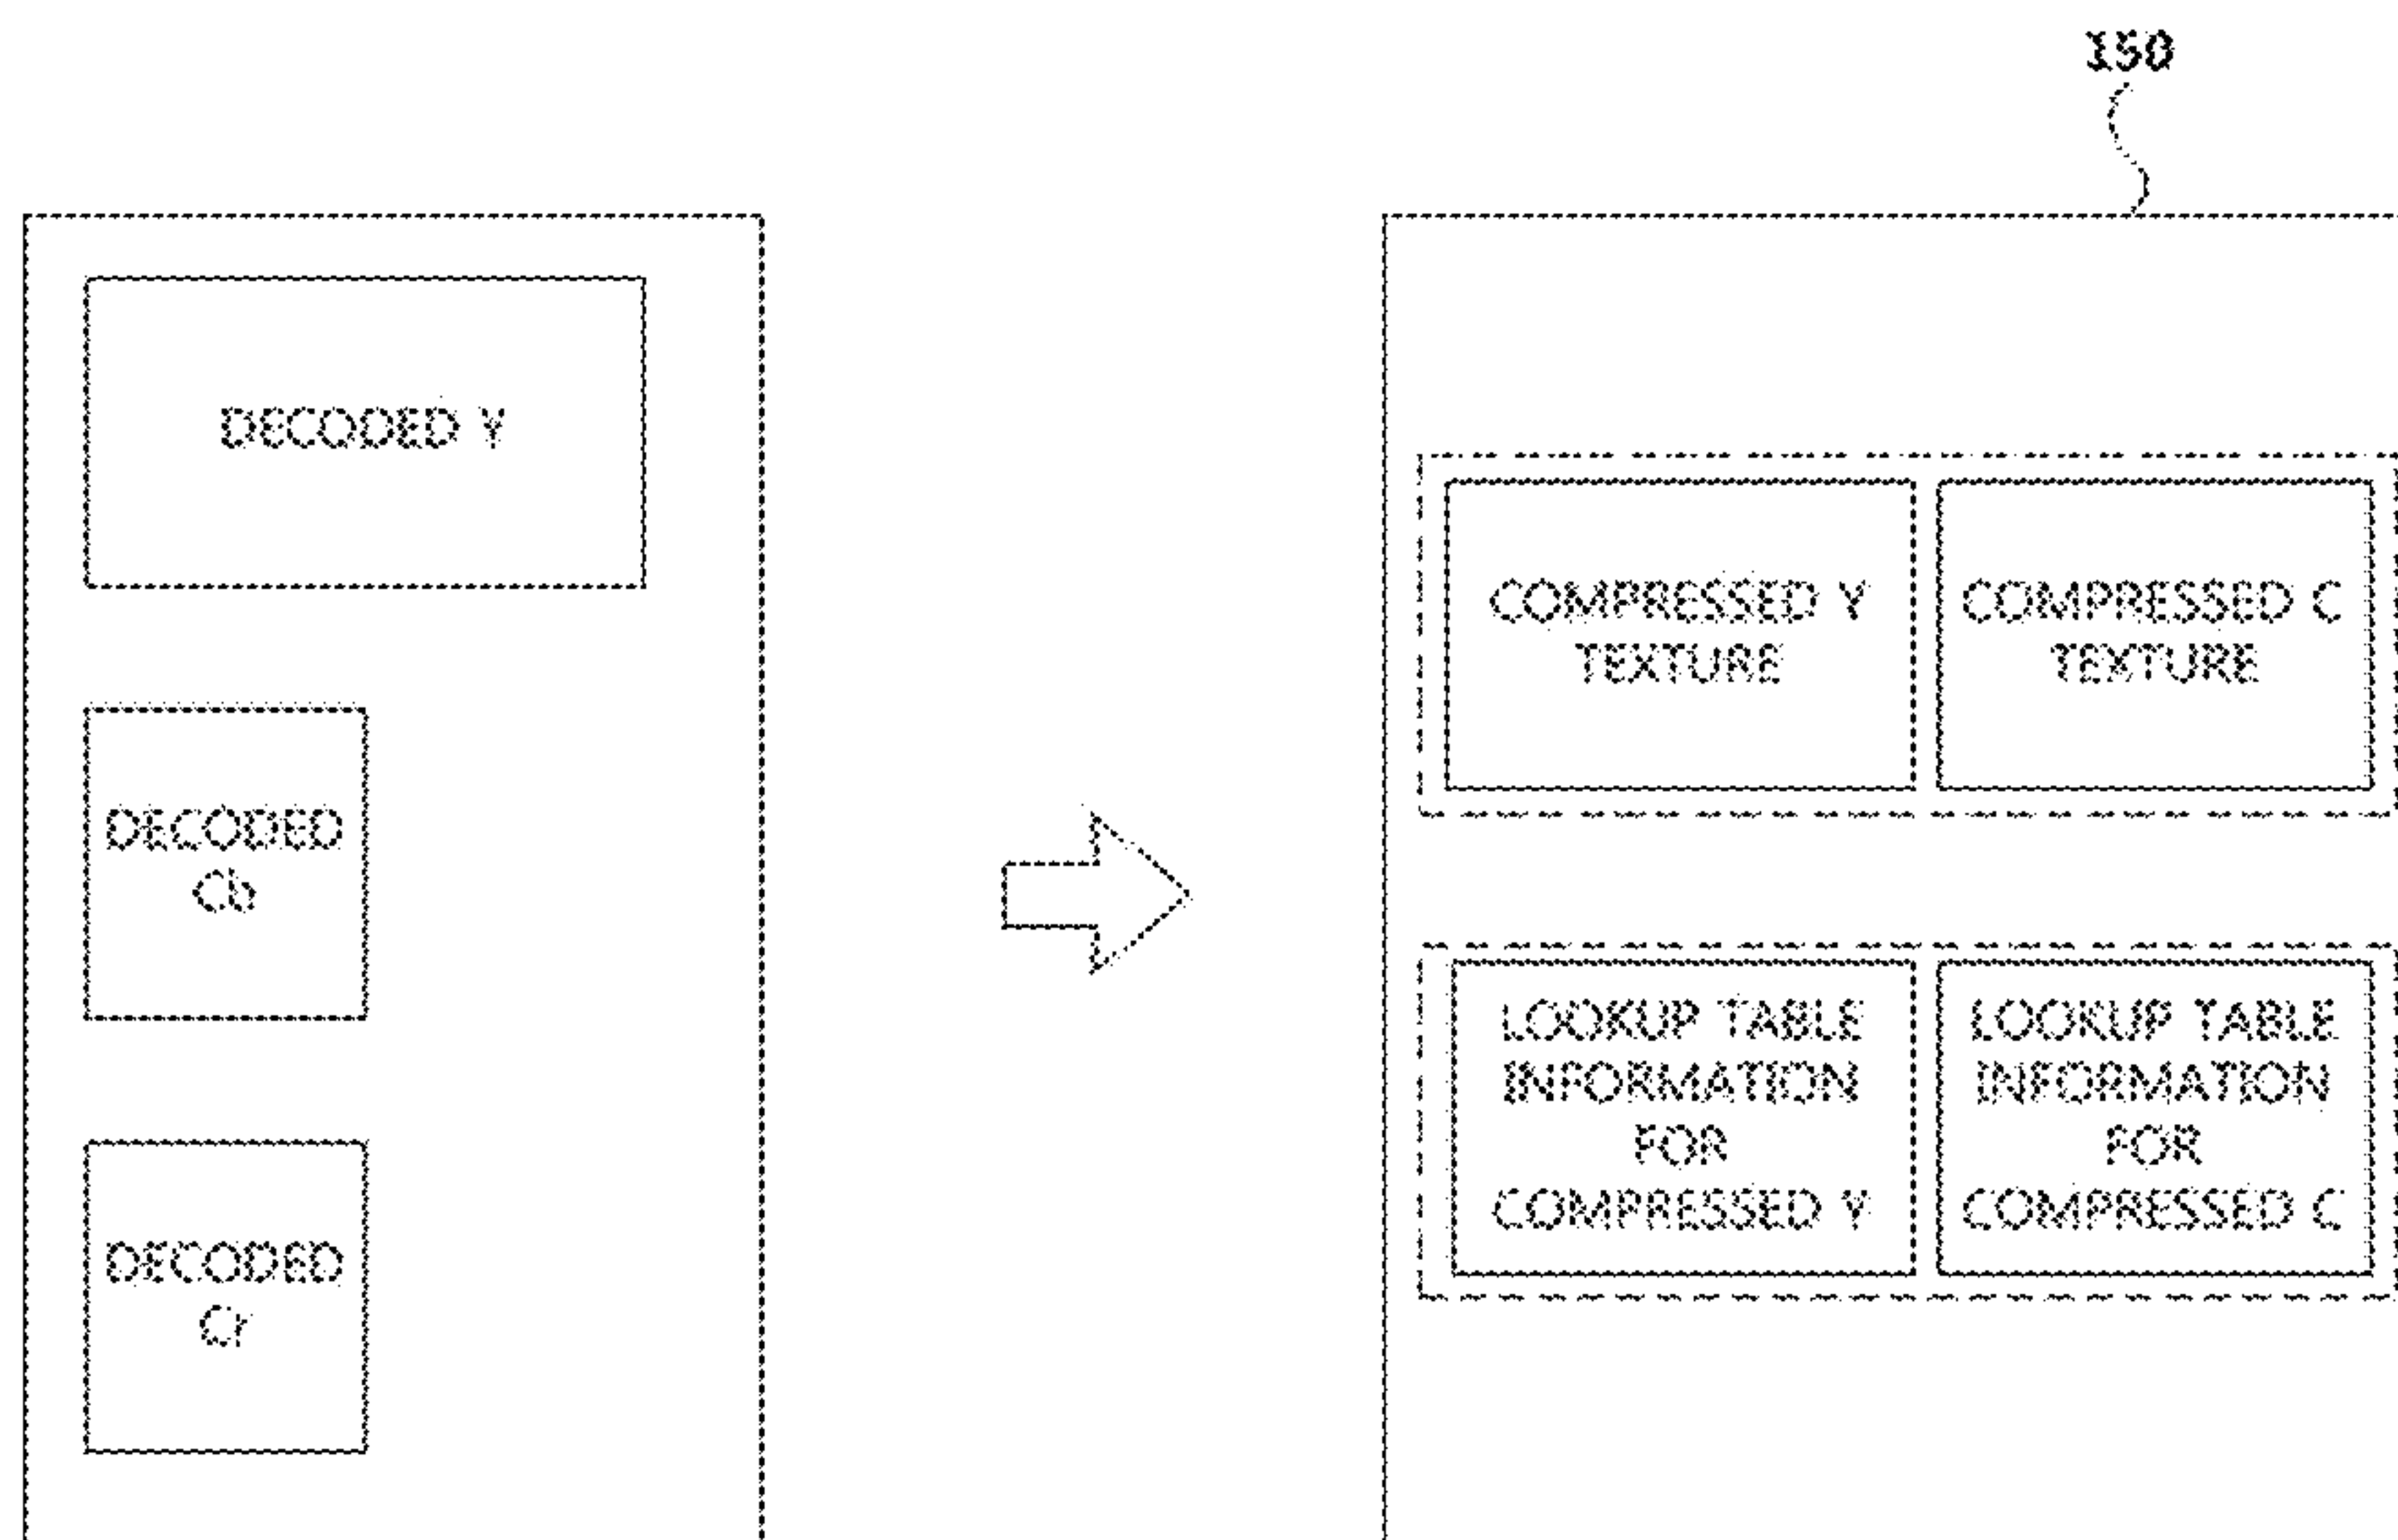 150
DECODED Y
DECODED
Cb
DECODED
Cr
COMPRESSED Y
TEXTURE
COMPRESSED C
TEXTURE
LOOKUP TABLE
INFORMATION
FOR
COMPRESSED Y
LOOKUP TABLE
INFORMATION
FOR
COMPRESSED C